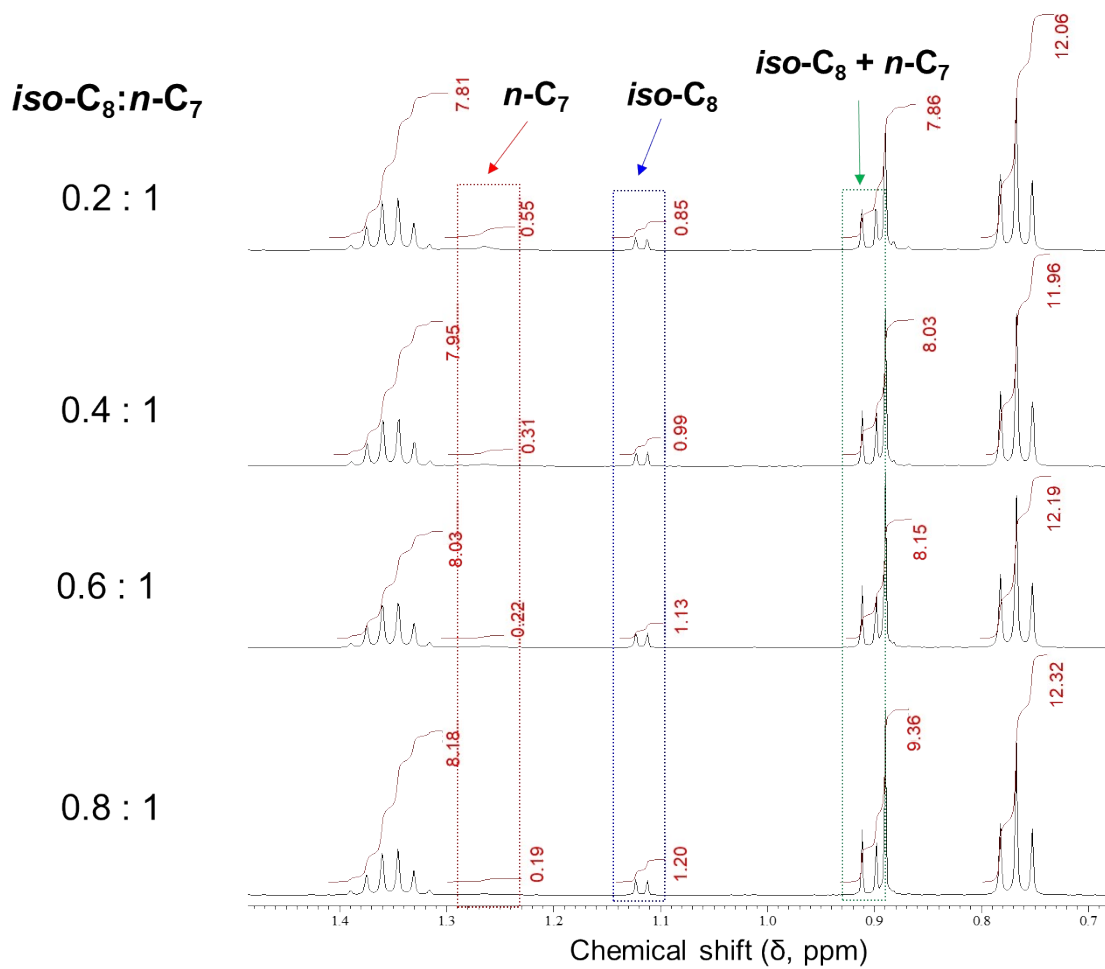 iso-C8:n-C7
n-C7
iso-C8
iso-C8 + n-C7
0.2 : 1
7.81
0.55
0.85
7.86
12.06
0.4 : 1
7.95
0.31
0.99
8.03
11.96
0.6 : 1
8.03
0.22
1.13
8.15
12.19
0.8 : 1
8.18
0.19
1.20
9.36
12.32
1.4 1.3 1.2 1.1 1.0 0.9 0.8 0.7
Chemical shift (δ, ppm)